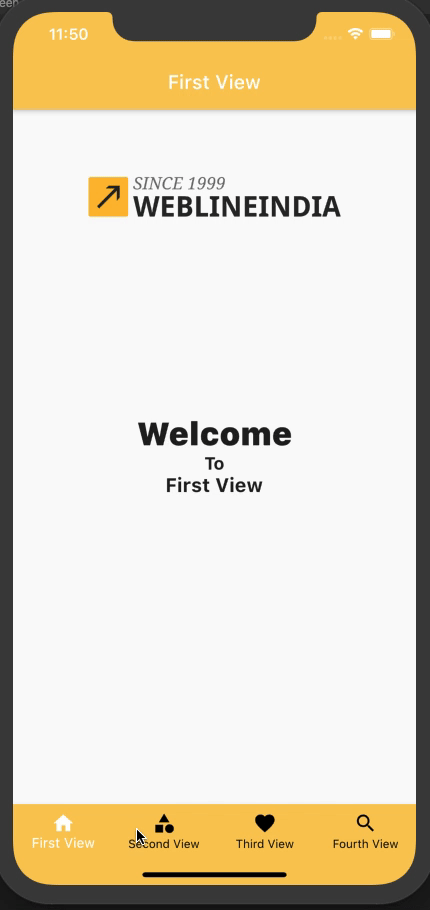 11:50
First View
SINCE 1999
WEBLINEINDIA
Welcome
To
First View
First View
Second View
Third View
Fourth View